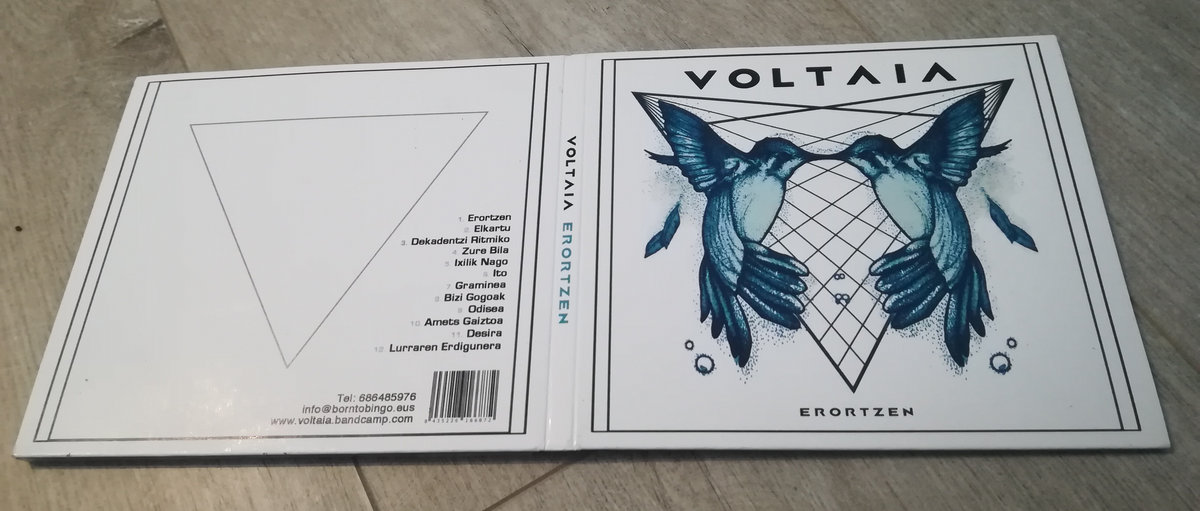 1 Erortzen
2 Elkartu
3 Dekadentzi Ritmiko
4 Zure Bila
5 Ixilik Nago
6 Ito
7 Graminea
8 Bizi Gogoak
9 Odisea
10 Amets Gaiztoa
11 Desira
12 Lurraren Erdigunera
Tel: 686485976
info@borntobingo.eus
www.voltaia.bandcamp.com
VOLTAIA ERORTZEN
VOLTAIA
ERORTZEN